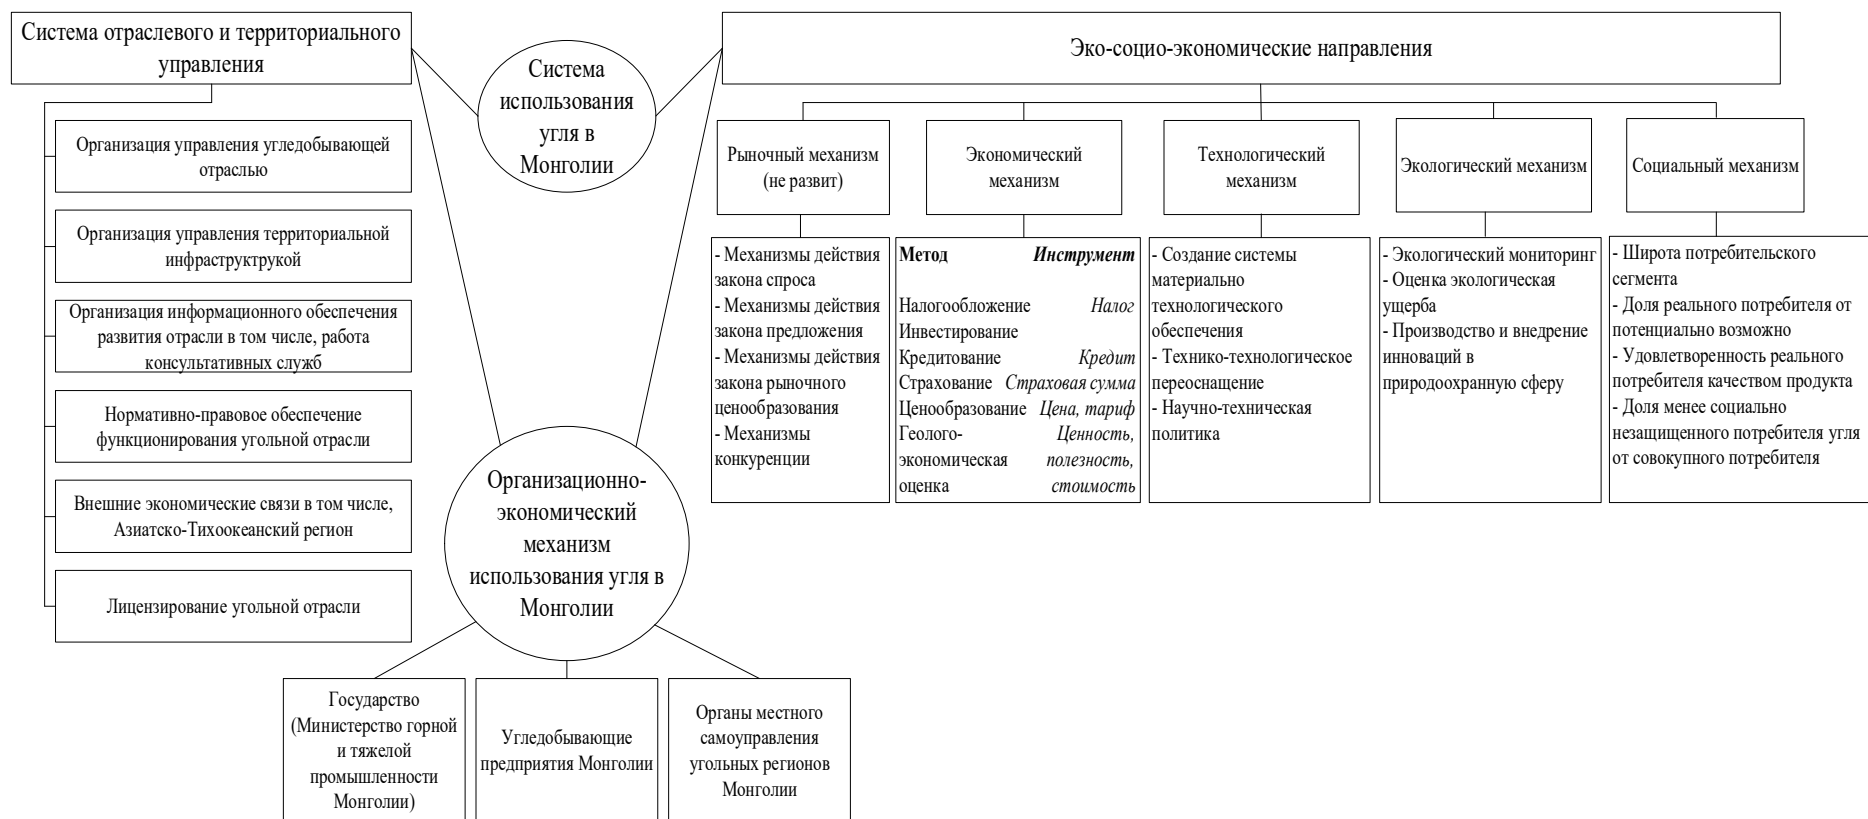 Система отраслевого и территориального
управления
Система
использования
угля в
Монголии
Эко-социо-экономические направления
Организация управления угледобывающей
отраслью
Организация управления территориальной
инфраструктрукой
Организация информационного обеспечения
развития отрасли в том числе, работа
консультативных служб
Нормативно-правовое обеспечение
функционирования угольной отрасли
Внешние экономические связи в том числе,
Азиатско-Тихоокеанский регион
Лицензирование угольной отрасли
Рыночный механизм
(не развит)
Экономический
механизм
Технологический
механизм
Экологический механизм
Социальный механизм
- Механизмы действия
закона спроса
- Механизмы действия
закона предложения
- Механизмы действия
закона рыночного
ценообразования
- Механизмы
конкуренции
Метод Инструмент
Налогообложение Налог
Инвестирование
Кредитование Кредит
Страхование Страховая сумма
Ценообразование Цена, тариф
Геолого- Ценность,
экономическая полезность,
оценка стоимость
- Создание системы
материально
технологического
обеспечения
- Технико-технологическое
переоснащение
- Научно-техническая
политика
- Экологический мониторинг
- Оценка экологическая
ущерба
- Производство и внедрение
инноваций в
природоохранную сферу
- Широта потребительского
сегмента
- Доля реального потребителя от
потенциально возможно
- Удовлетворенность реального
потребителя качеством продукта
- Доля менее социально
незащищенного потребителя угля
от совокупного потребителя
Организационно-
экономический
механизм
использования угля в
Монголии
Государство
(Министерство горной
и тяжелой
промышленности
Монголии)
Угледобывающие
предприятия Монголии
Органы местного
самоуправления
угольных регионов
Монголии